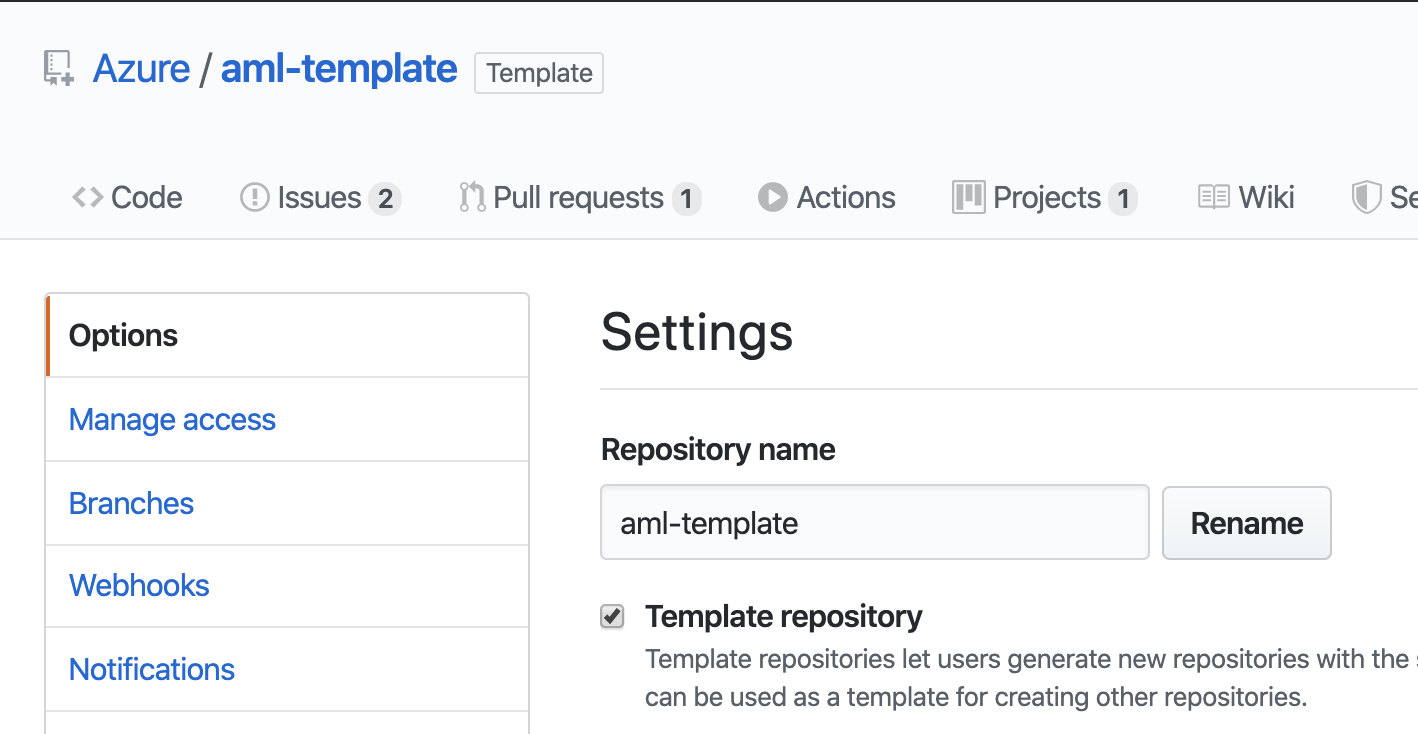 Azure / aml-template Template
Code Issues 2 Pull requests 1 Actions Projects 1 Wiki
Options
Manage access
Branches
Webhooks
Notifications
Settings
Repository name
aml-template Rename
Template repository
Template repositories let users generate new repositories with the
can be used as a template for creating other repositories.